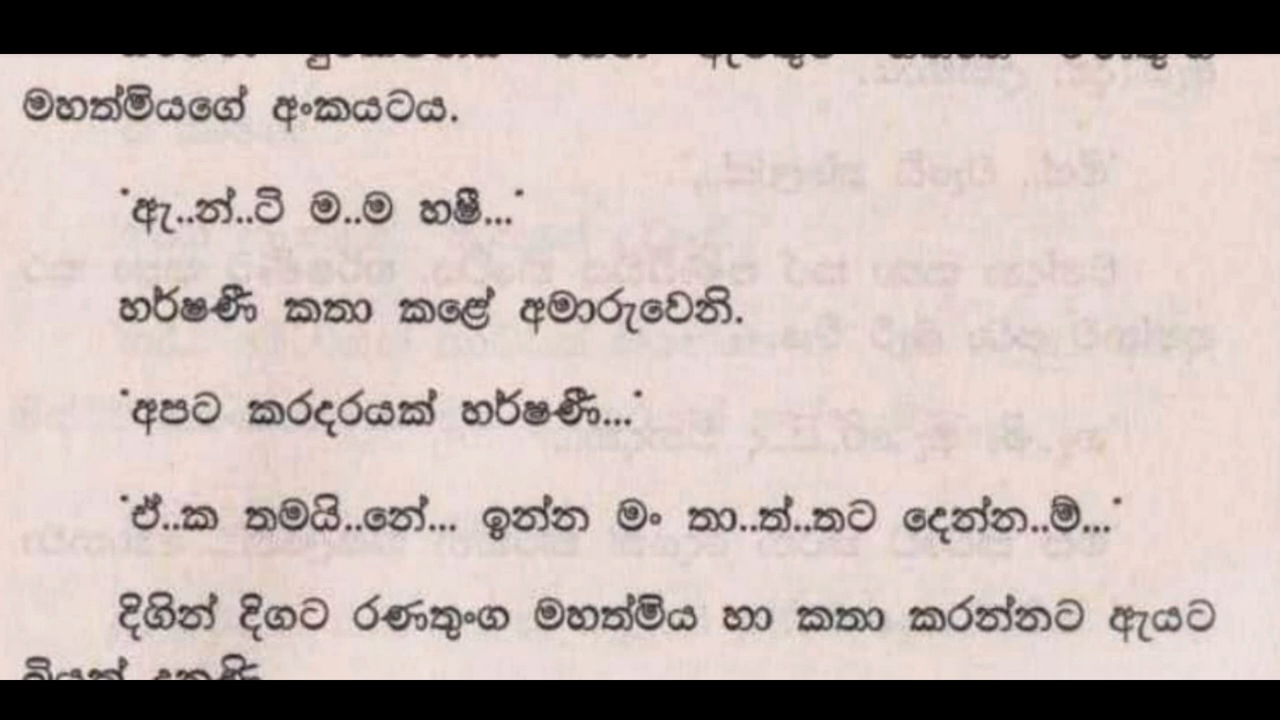 මහත්මියගේ අංකයටය.
'ඇ..න්..ටි ම..ම හෂී...'
හර්ෂණී කතා කළේ අමාරුවෙනි.
'අපට කරදරයක් හර්ෂණී...'
'ඒ..ක තමයි..නේ... ඉන්න මං තා..ත්..තට දෙන්න..ම්...'
දිගින් දිගට රණතුංග මහත්මිය හා කතා කරන්නට ඇයට